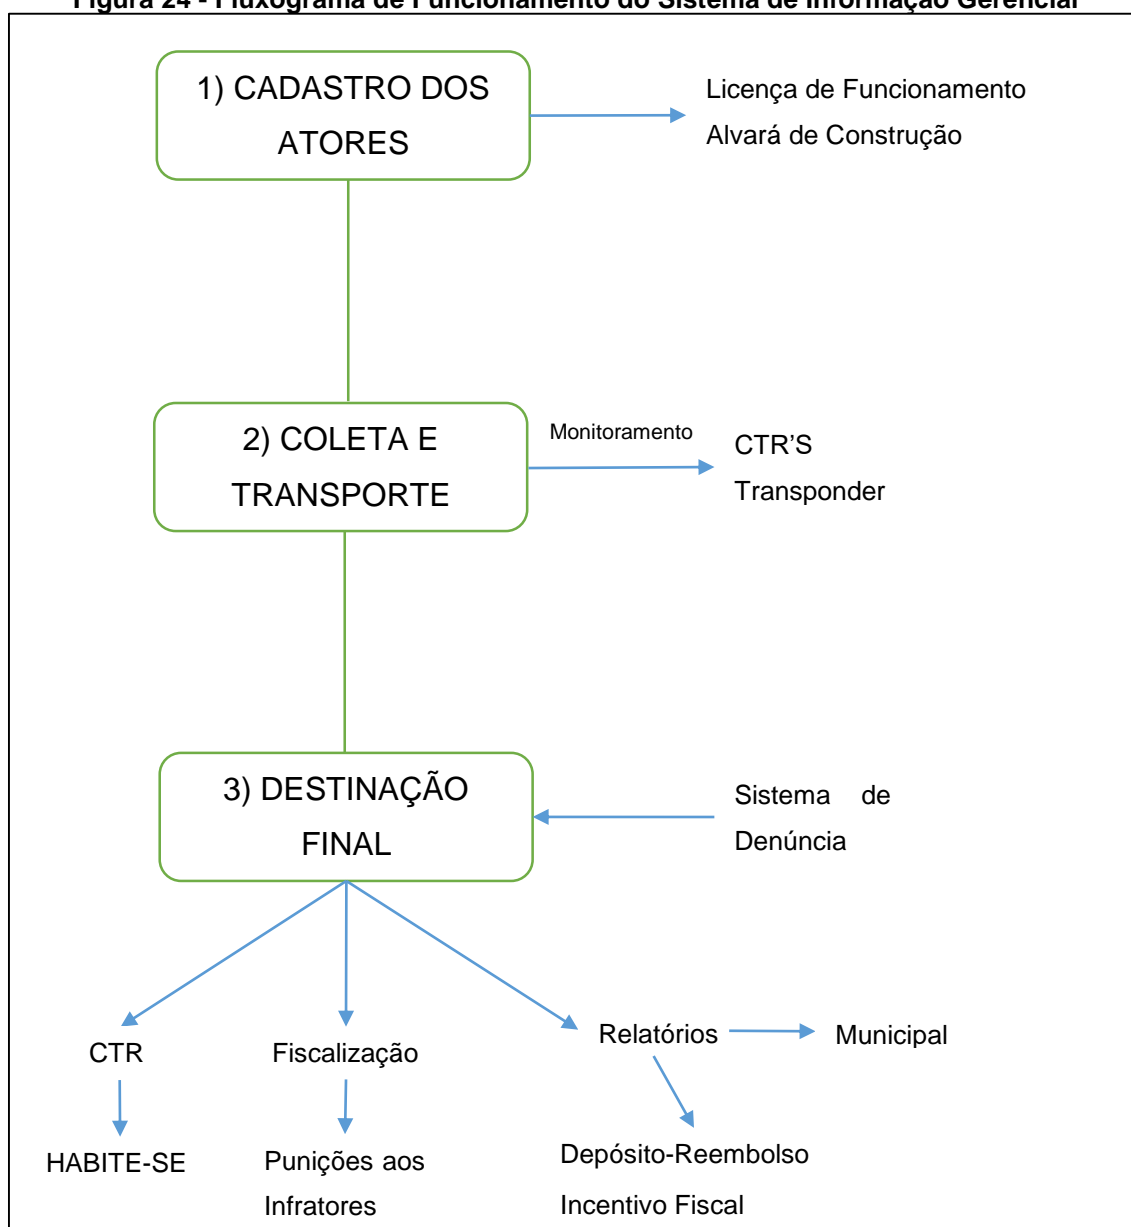 Figura 24 - Fluxograma de Funcionamento do Sistema de Informação Gerencial
1) CADASTRO DOS
ATORES
Licença de Funcionamento
Alvará de Construção
2) COLETA E
TRANSPORTE
Monitoramento
CTR'S
Transponder
3) DESTINAÇÃO
FINAL
Sistema de
Denúncia
CTR
Fiscalização
Relatórios
Municipal
HABITE-SE
Punições aos
Infratores
Depósito-Reembolso
Incentivo Fiscal